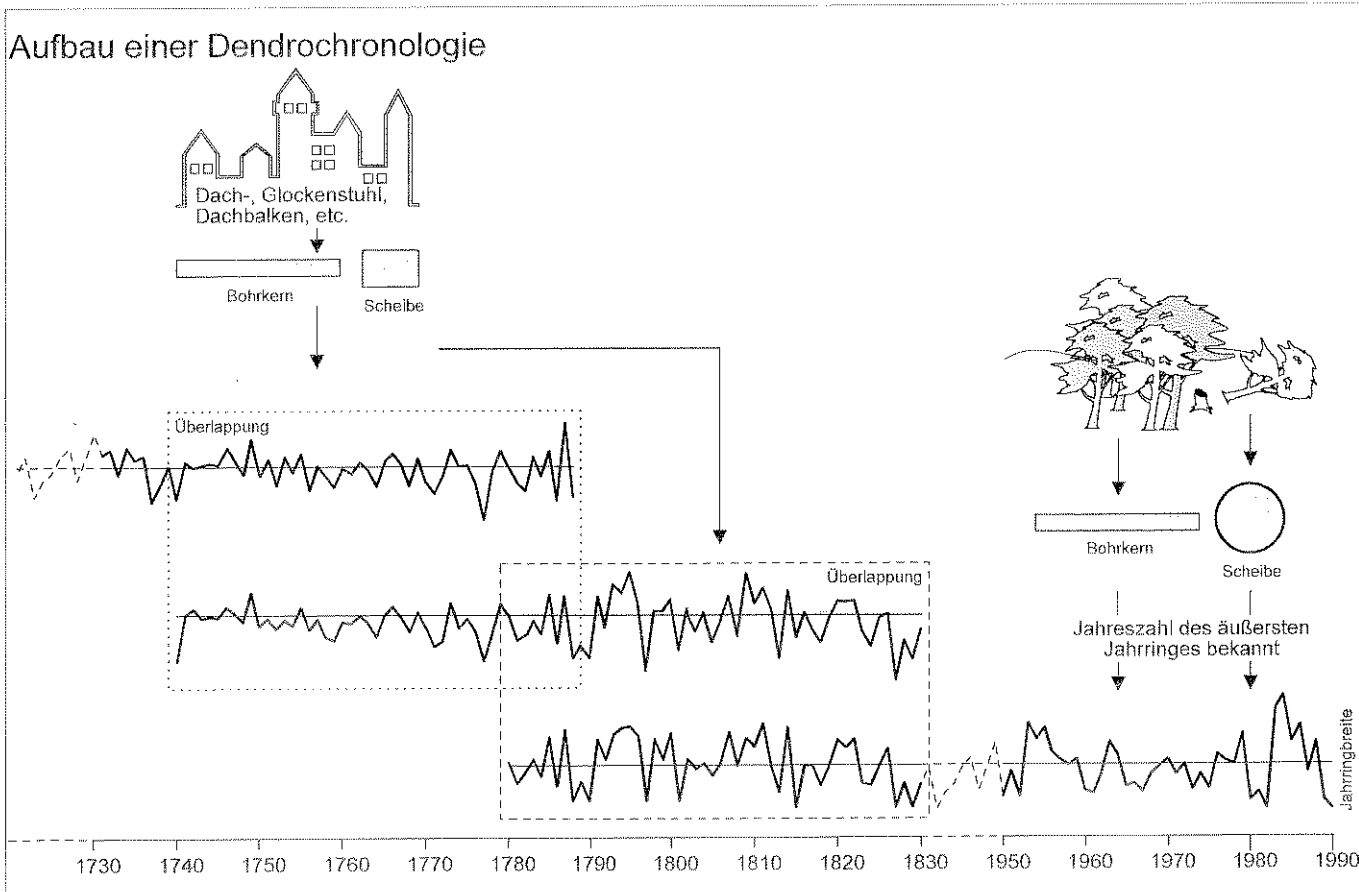 Aufbau einer Dendrochronologie
Dach-, Glockenstuhl,
Dachbalken, etc.
Bohrkern
Scheibe
Überlappung
Überlappung
Bohrkern
Scheibe
Jahreszahl des äußersten
Jahrringes bekannt
Jahrringbreite
1730 1740 1750 1760 1770 1780 1790 1800 1810 1820 1830 1950 1960 1970 1980 1990